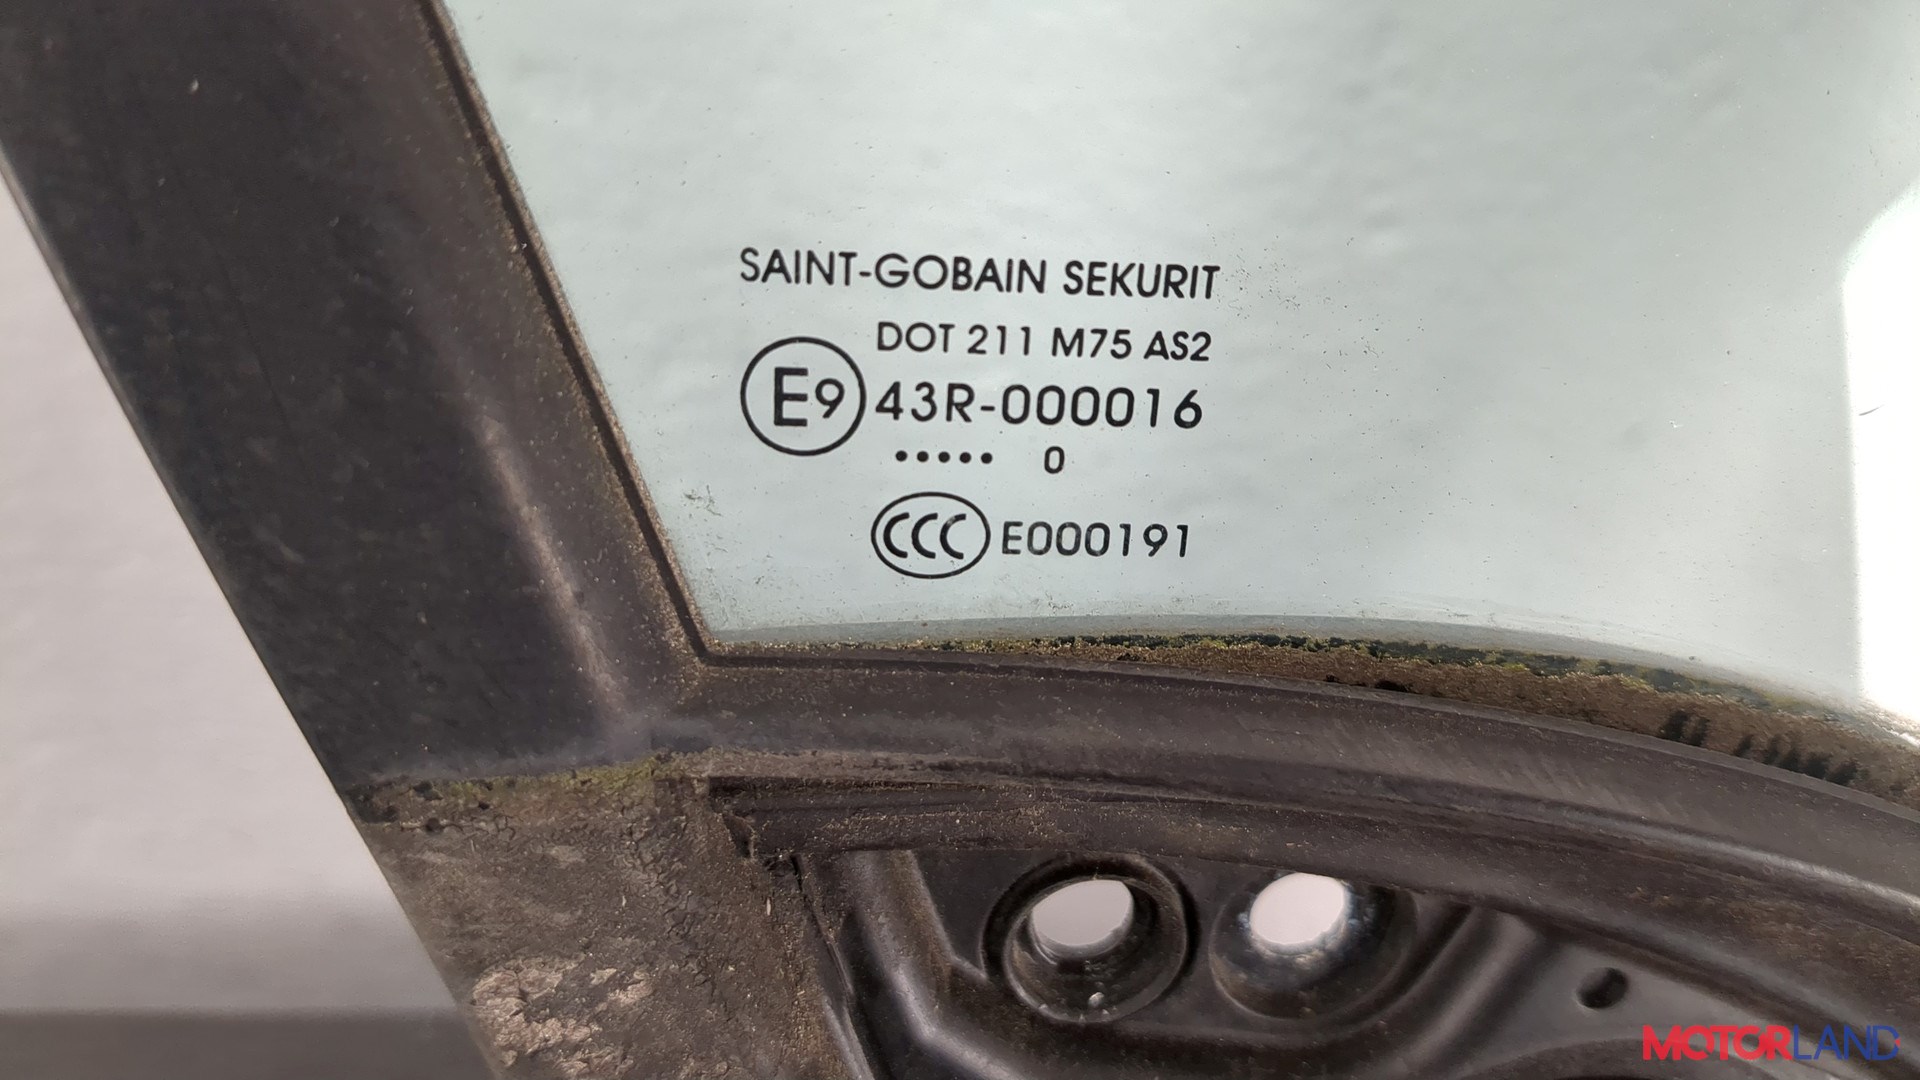 SAINT-GOBAIN SEKURIT
DOT 211 M75 AS2
E9 43R-000016
••••• 0
CCC E000191
MOTORLAND